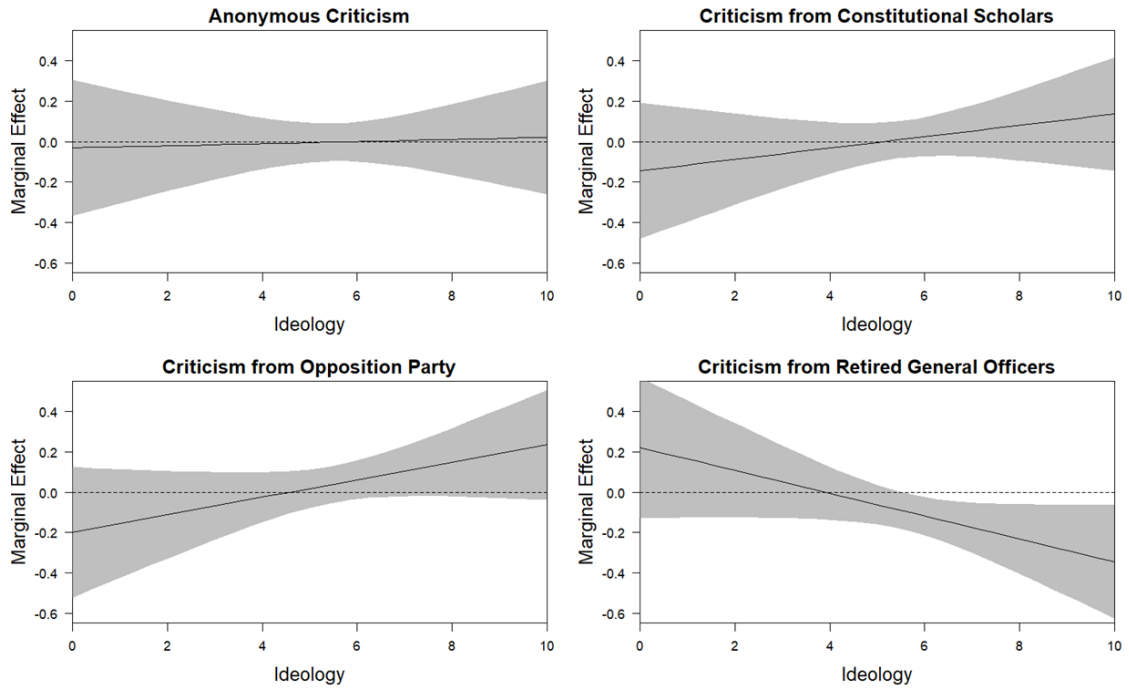 Anonymous Criticism
0.4
0.2
0.0
-0.2
-0.4
-0.6
Marginal Effect
0 2 4 6 8 10
Ideology
Criticism from Constitutional Scholars
0.4
0.2
0.0
-0.2
-0.4
-0.6
Marginal Effect
0 2 4 6 8 10
Ideology
Criticism from Opposition Party
0.4
0.2
0.0
-0.2
-0.4
-0.6
Marginal Effect
0 2 4 6 8 10
Ideology
Criticism from Retired General Officers
0.4
0.2
0.0
-0.2
-0.4
-0.6
Marginal Effect
0 2 4 6 8 10
Ideology